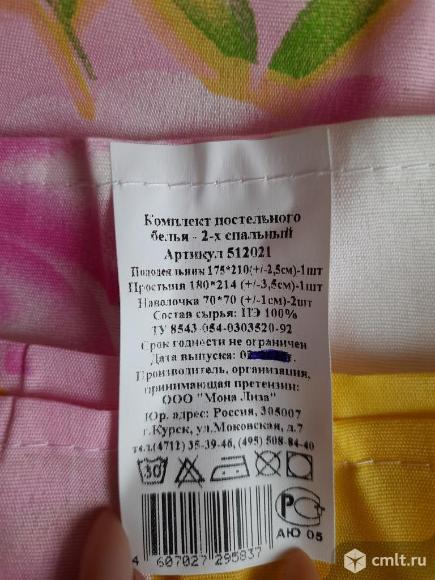 Комплект постельного
белья - 2-х спальный
Артикул 512021
Пододеяльник 175*210(+/-2,5см)-1шт
Простыня 180*214 (+/-3,5см)-1шт
Наволочка 70*70 (+/-1см)-2шт
Состав сырья: ПЭ 100%
ТУ 8543-054-0303520-92
Срок годности не ограничен
Дата выпуска:
Производитель, организация,
принимающая претензии:
ООО "Мона Лиза"
Юр. адрес: Россия, 305007
г.Курск, ул.Моковская, д.7
тел.(4712) 35-39-46, (495) 508-84-40
30
РС
АЮ 05
4 607027 295837
cmlt.ru